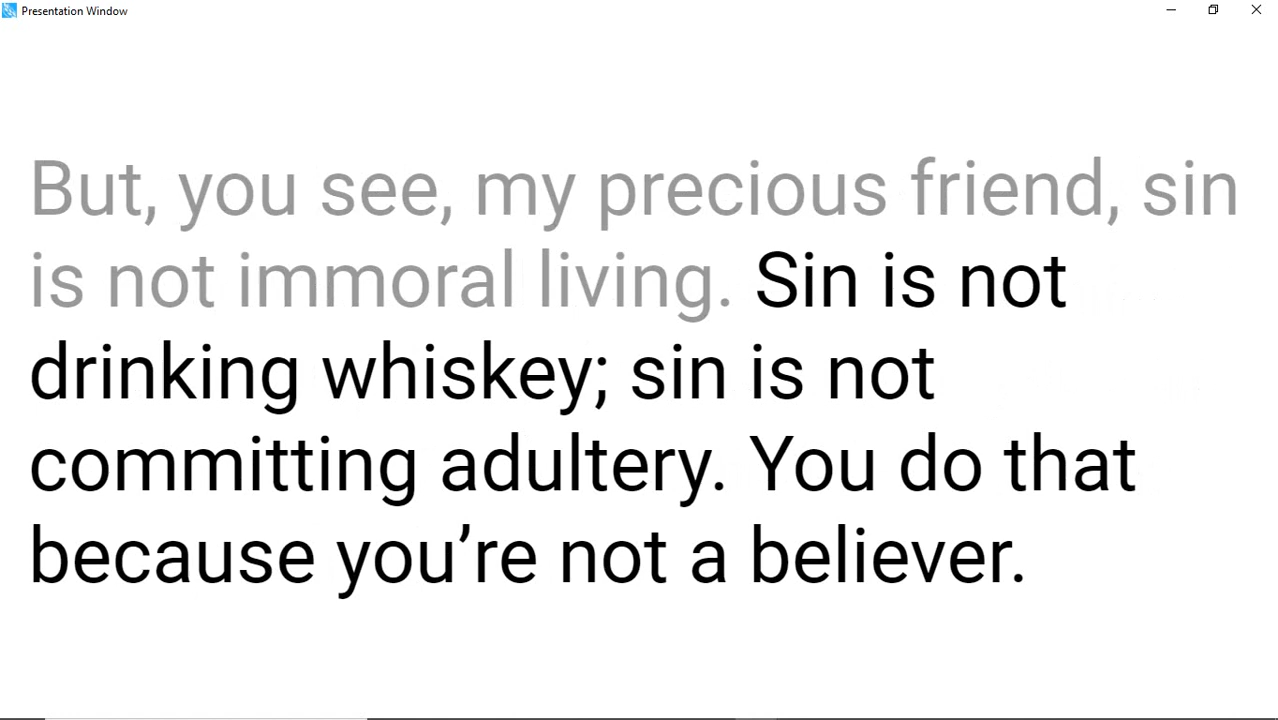 Presentation Window
But, you see, my precious friend, sin
is not immoral living. Sin is not
drinking whiskey; sin is not
committing adultery. You do that
because you’re not a believer.